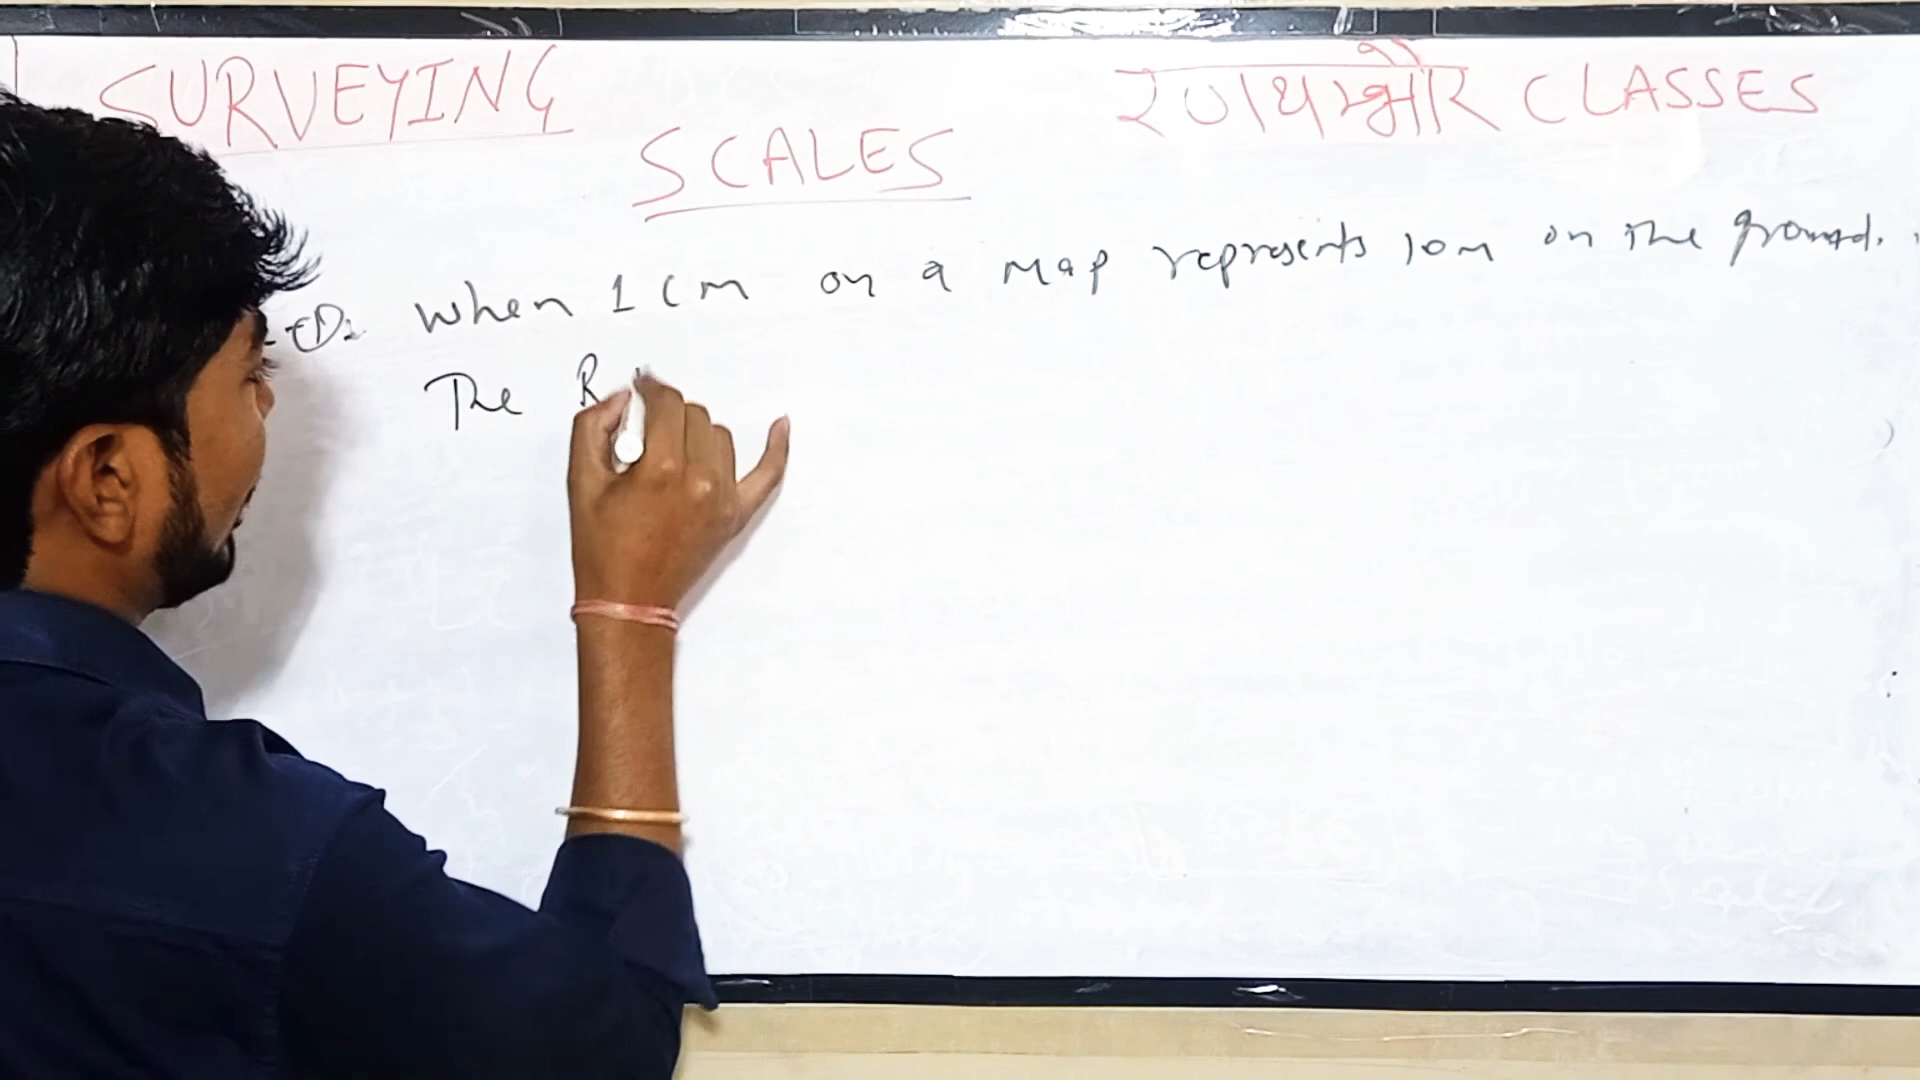 SURVEYING
रणथम्भौर CLASSES
SCALES
When 1 cm on a map represents 10m on the ground.
The R